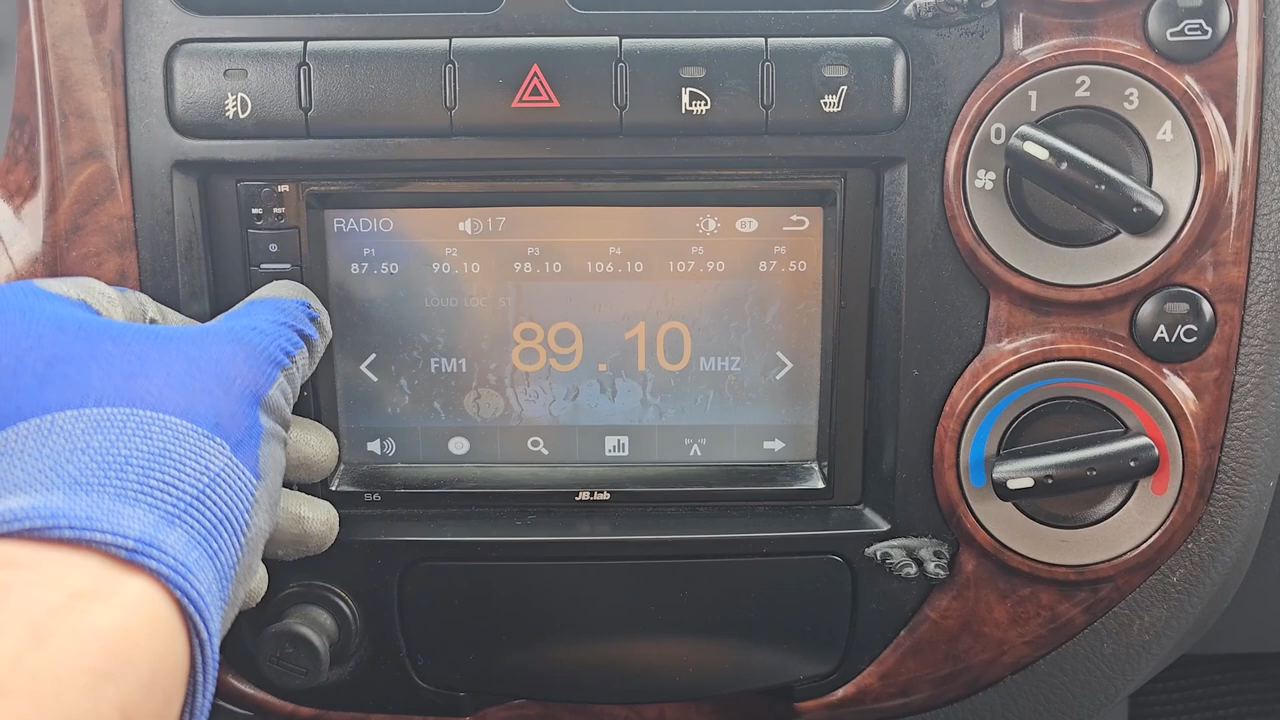 0 1 2 3 4
IR
MIC RST
RADIO 17 BT
P1 P2 P3 P4 P5 P6
87.50 90.10 98.10 106.10 107.90 87.50
LOUD LOC ST
FM1 89.10 MHZ
A/C
S6 JB.lab